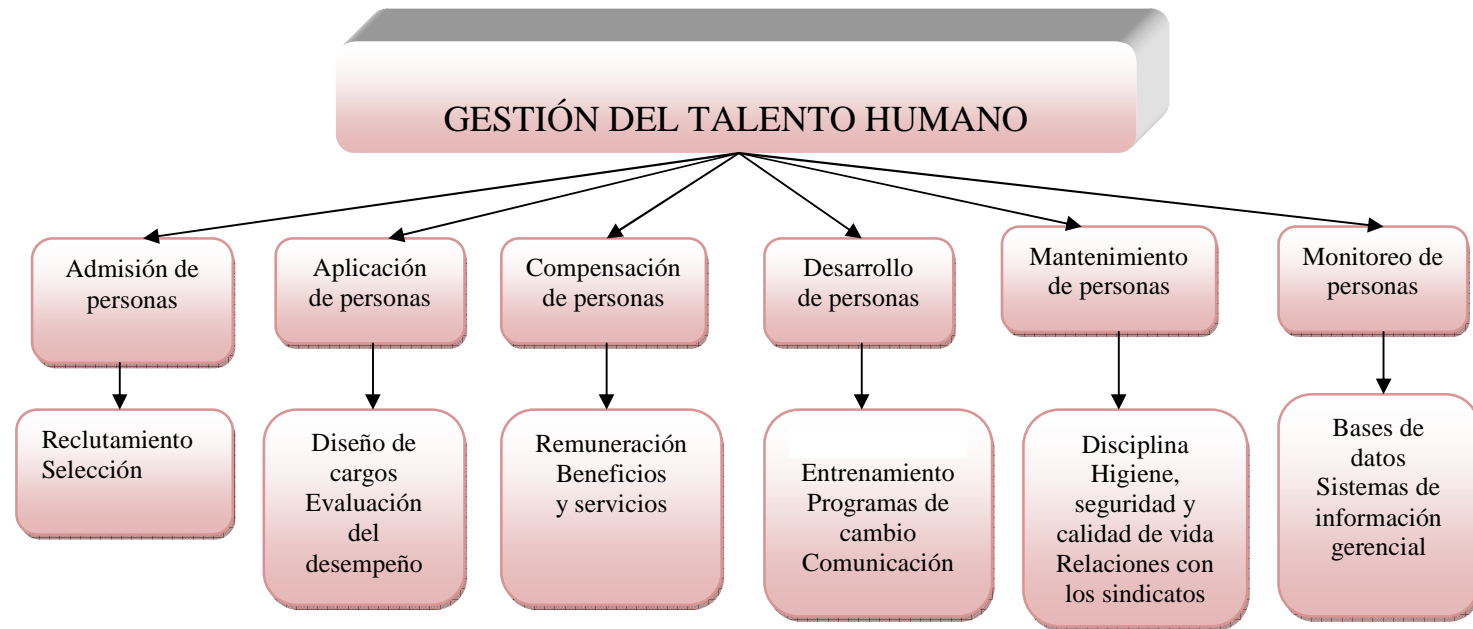 GESTIÓN DEL TALENTO HUMANO
Admisión de
personas
Aplicación
de personas
Compensación
de personas
Desarrollo
de personas
Mantenimiento
de personas
Monitoreo de
personas
Reclutamiento
Selección
Diseño de
cargos
Evaluación
del
desempeño
Remuneración
Beneficios
y servicios
Entrenamiento
Programas de
cambio
Comunicación
Disciplina
Higiene,
seguridad y
calidad de vida
Relaciones con
los sindicatos
Bases de
datos
Sistemas de
información
gerencial